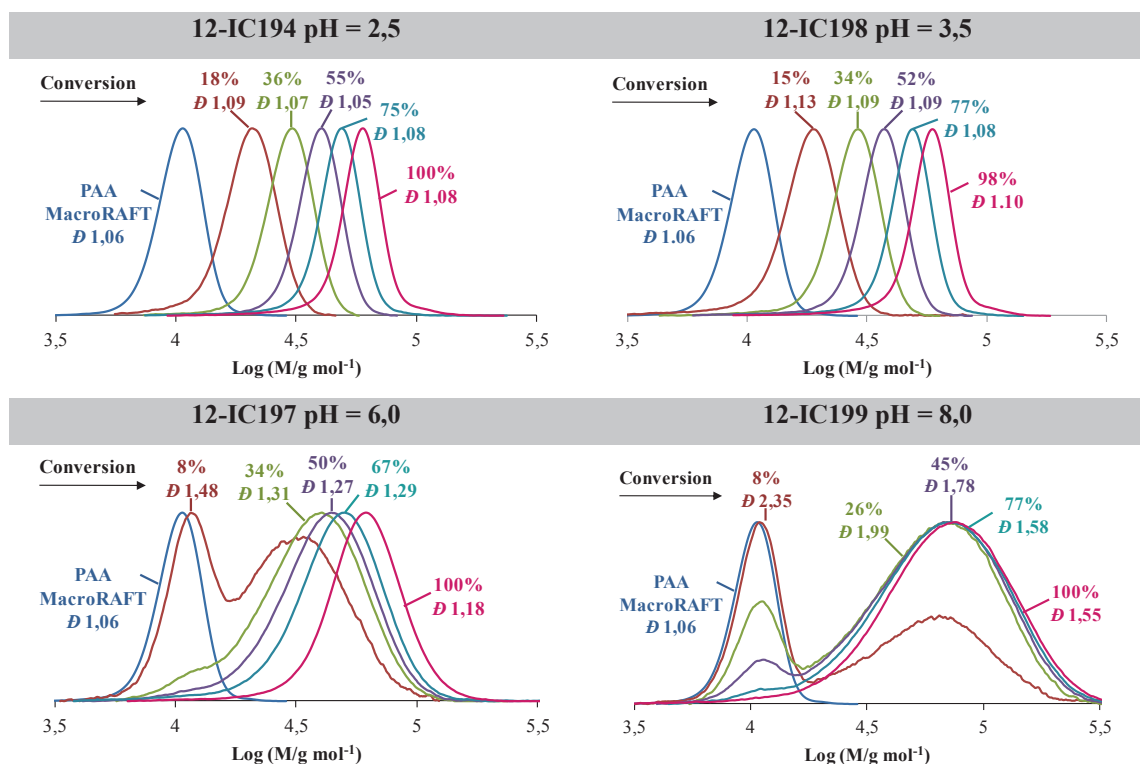 12-IC194 pH = 2,5
Conversion
18%
Đ 1,09
36%
Đ 1,07
55%
Đ 1,05
75%
Đ 1,08
100%
Đ 1,08
PAA
MacroRAFT
Đ 1,06
3,5 4 4,5 5 5,5
Log (M/g mol⁻¹)
12-IC198 pH = 3,5
Conversion
15%
Đ 1,13
34%
Đ 1,09
52%
Đ 1,09
77%
Đ 1,08
98%
Đ 1.10
PAA
MacroRAFT
Đ 1.06
3,5 4 4,5 5 5,5
Log (M/g mol⁻¹)
12-IC197 pH = 6,0
Conversion
8%
Đ 1,48
34%
Đ 1,31
50%
Đ 1,27
67%
Đ 1,29
100%
Đ 1,18
PAA
MacroRAFT
Đ 1,06
3,5 4 4,5 5 5,5
Log (M/g mol⁻¹)
12-IC199 pH = 8,0
Conversion
8%
Đ 2,35
26%
Đ 1,99
45%
Đ 1,78
77%
Đ 1,58
100%
Đ 1,55
PAA
MacroRAFT
Đ 1,06
3,5 4 4,5 5 5,5
Log (M/g mol⁻¹)